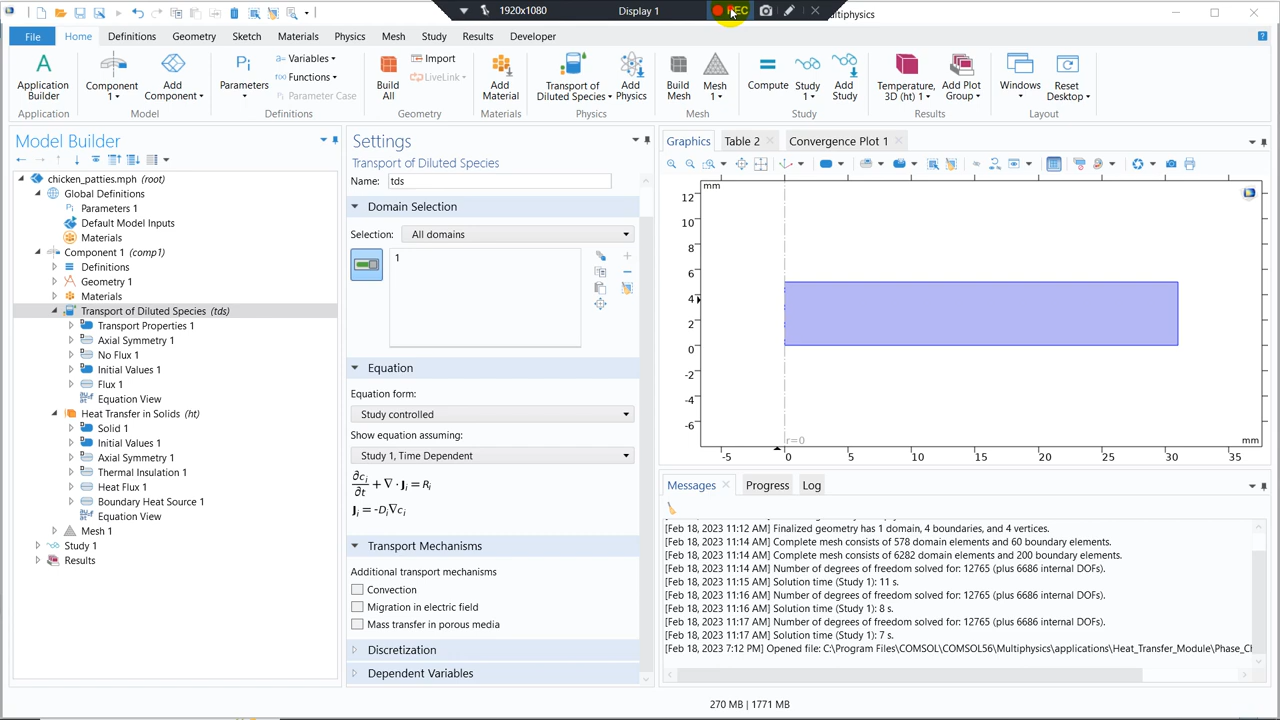 1920x1080 Display 1 REC
ultiphysics
File Home Definitions Geometry Sketch Materials Physics Mesh Study Results Developer
Application Builder
Component 1
Add Component
Pi Parameters
a= Variables
f(x) Functions
Pi Parameter Case
Build All
Import
LiveLink
Add Material
Transport of Diluted Species
Add Physics
Build Mesh
Mesh 1
Compute
Study 1
Add Study
Temperature, 3D (ht) 1
Add Plot Group
Windows
Reset Desktop
Application Model Definitions Geometry Materials Physics Mesh Study Results Layout
Model Builder
chicken_patties.mph (root)
Global Definitions
Pi Parameters 1
Default Model Inputs
Materials
Component 1 (comp1)
Definitions
Geometry 1
Materials
Transport of Diluted Species (tds)
Transport Properties 1
Axial Symmetry 1
No Flux 1
Initial Values 1
Flux 1
Equation View
Heat Transfer in Solids (ht)
Solid 1
Initial Values 1
Axial Symmetry 1
Thermal Insulation 1
Heat Flux 1
Boundary Heat Source 1
Equation View
Mesh 1
Study 1
Results
Settings
Transport of Diluted Species
Name: tds
Domain Selection
Selection: All domains
1
Equation
Equation form:
Study controlled
Show equation assuming:
Study 1, Time Dependent
∂cᵢ/∂t + ∇ · Jᵢ = Rᵢ
Jᵢ = -Dᵢ∇cᵢ
Transport Mechanisms
Additional transport mechanisms
Convection
Migration in electric field
Mass transfer in porous media
Discretization
Dependent Variables
Graphics Table 2 Convergence Plot 1
mm
12
10
8
6
4
2
0
-2
-4
-6
r=0
mm
-5 0 5 10 15 20 25 30 35
Messages Progress Log
[Feb 18, 2023 11:12 AM] Finalized geometry has 1 domain, 4 boundaries, and 4 vertices.
[Feb 18, 2023 11:14 AM] Complete mesh consists of 578 domain elements and 60 boundary elements.
[Feb 18, 2023 11:14 AM] Complete mesh consists of 6282 domain elements and 200 boundary elements.
[Feb 18, 2023 11:14 AM] Number of degrees of freedom solved for: 12765 (plus 6686 internal DOFs).
[Feb 18, 2023 11:15 AM] Solution time (Study 1): 11 s.
[Feb 18, 2023 11:16 AM] Number of degrees of freedom solved for: 12765 (plus 6686 internal DOFs).
[Feb 18, 2023 11:16 AM] Solution time (Study 1): 8 s.
[Feb 18, 2023 11:17 AM] Number of degrees of freedom solved for: 12765 (plus 6686 internal DOFs).
[Feb 18, 2023 11:17 AM] Solution time (Study 1): 7 s.
[Feb 18, 2023 7:12 PM] Opened file: C:\Program Files\COMSOL\COMSOL56\Multiphysics\applications\Heat_Transfer_Module\Phase_Ch
270 MB | 1771 MB